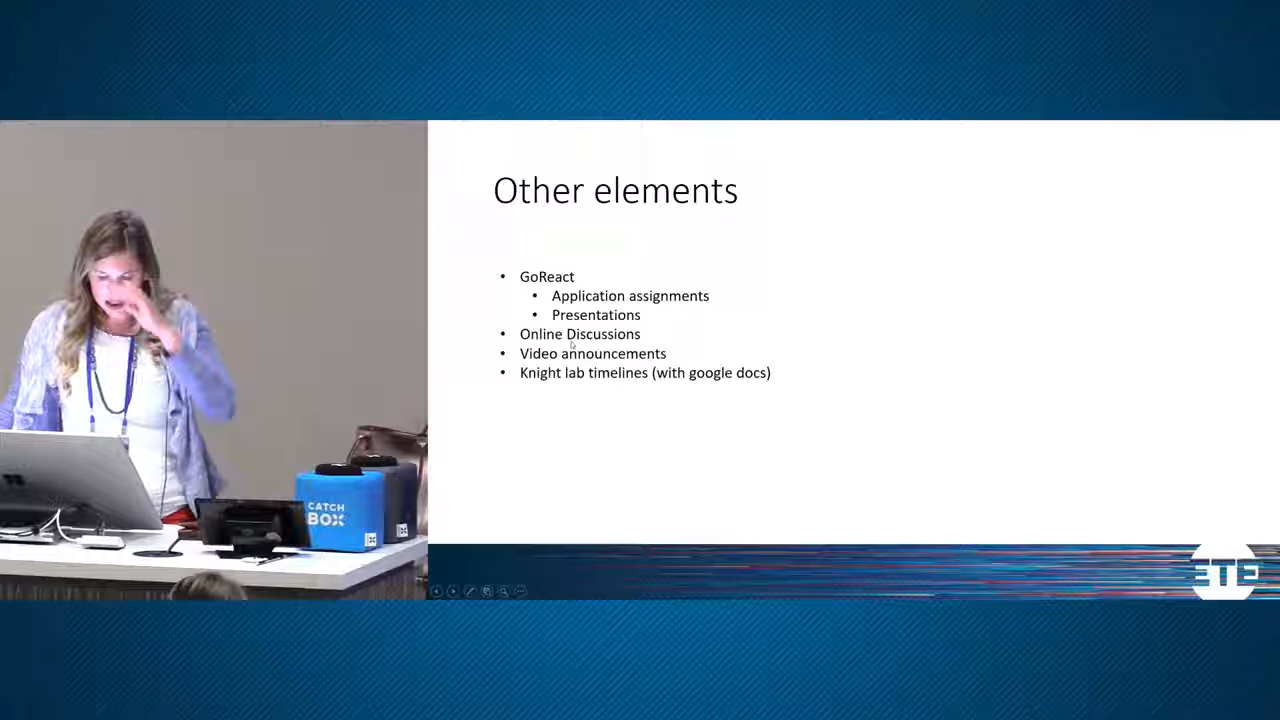 Other elements
• GoReact
• Application assignments
• Presentations
• Online Discussions
• Video announcements
• Knight lab timelines (with google docs)
CATCH
BOX